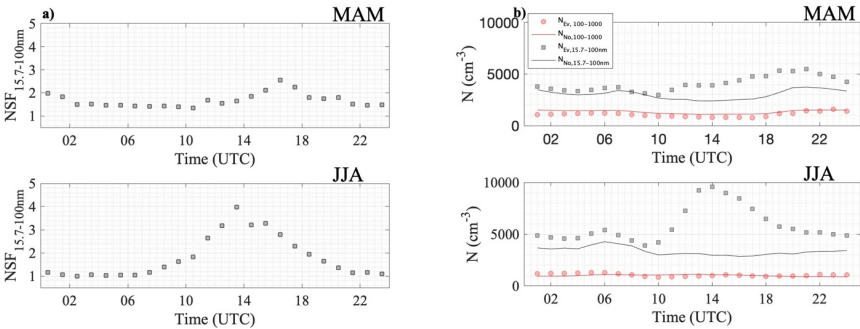 a) MAM
5
4
3
2
1
NSF15.7-100nm
02 06 10 14 18 22
Time (UTC)
JJA
5
4
3
2
1
NSF15.7-100nm
02 06 10 14 18 22
Time (UTC)
b) MAM
10000
5000
0
N (cm-3)
NEv, 100-1000
NNo,100-1000
NEv,15.7-100nm
NNo,15.7-100nm
02 06 10 14 18 22
Time (UTC)
JJA
10000
5000
0
N (cm-3)
02 06 10 14 18 22
Time (UTC)